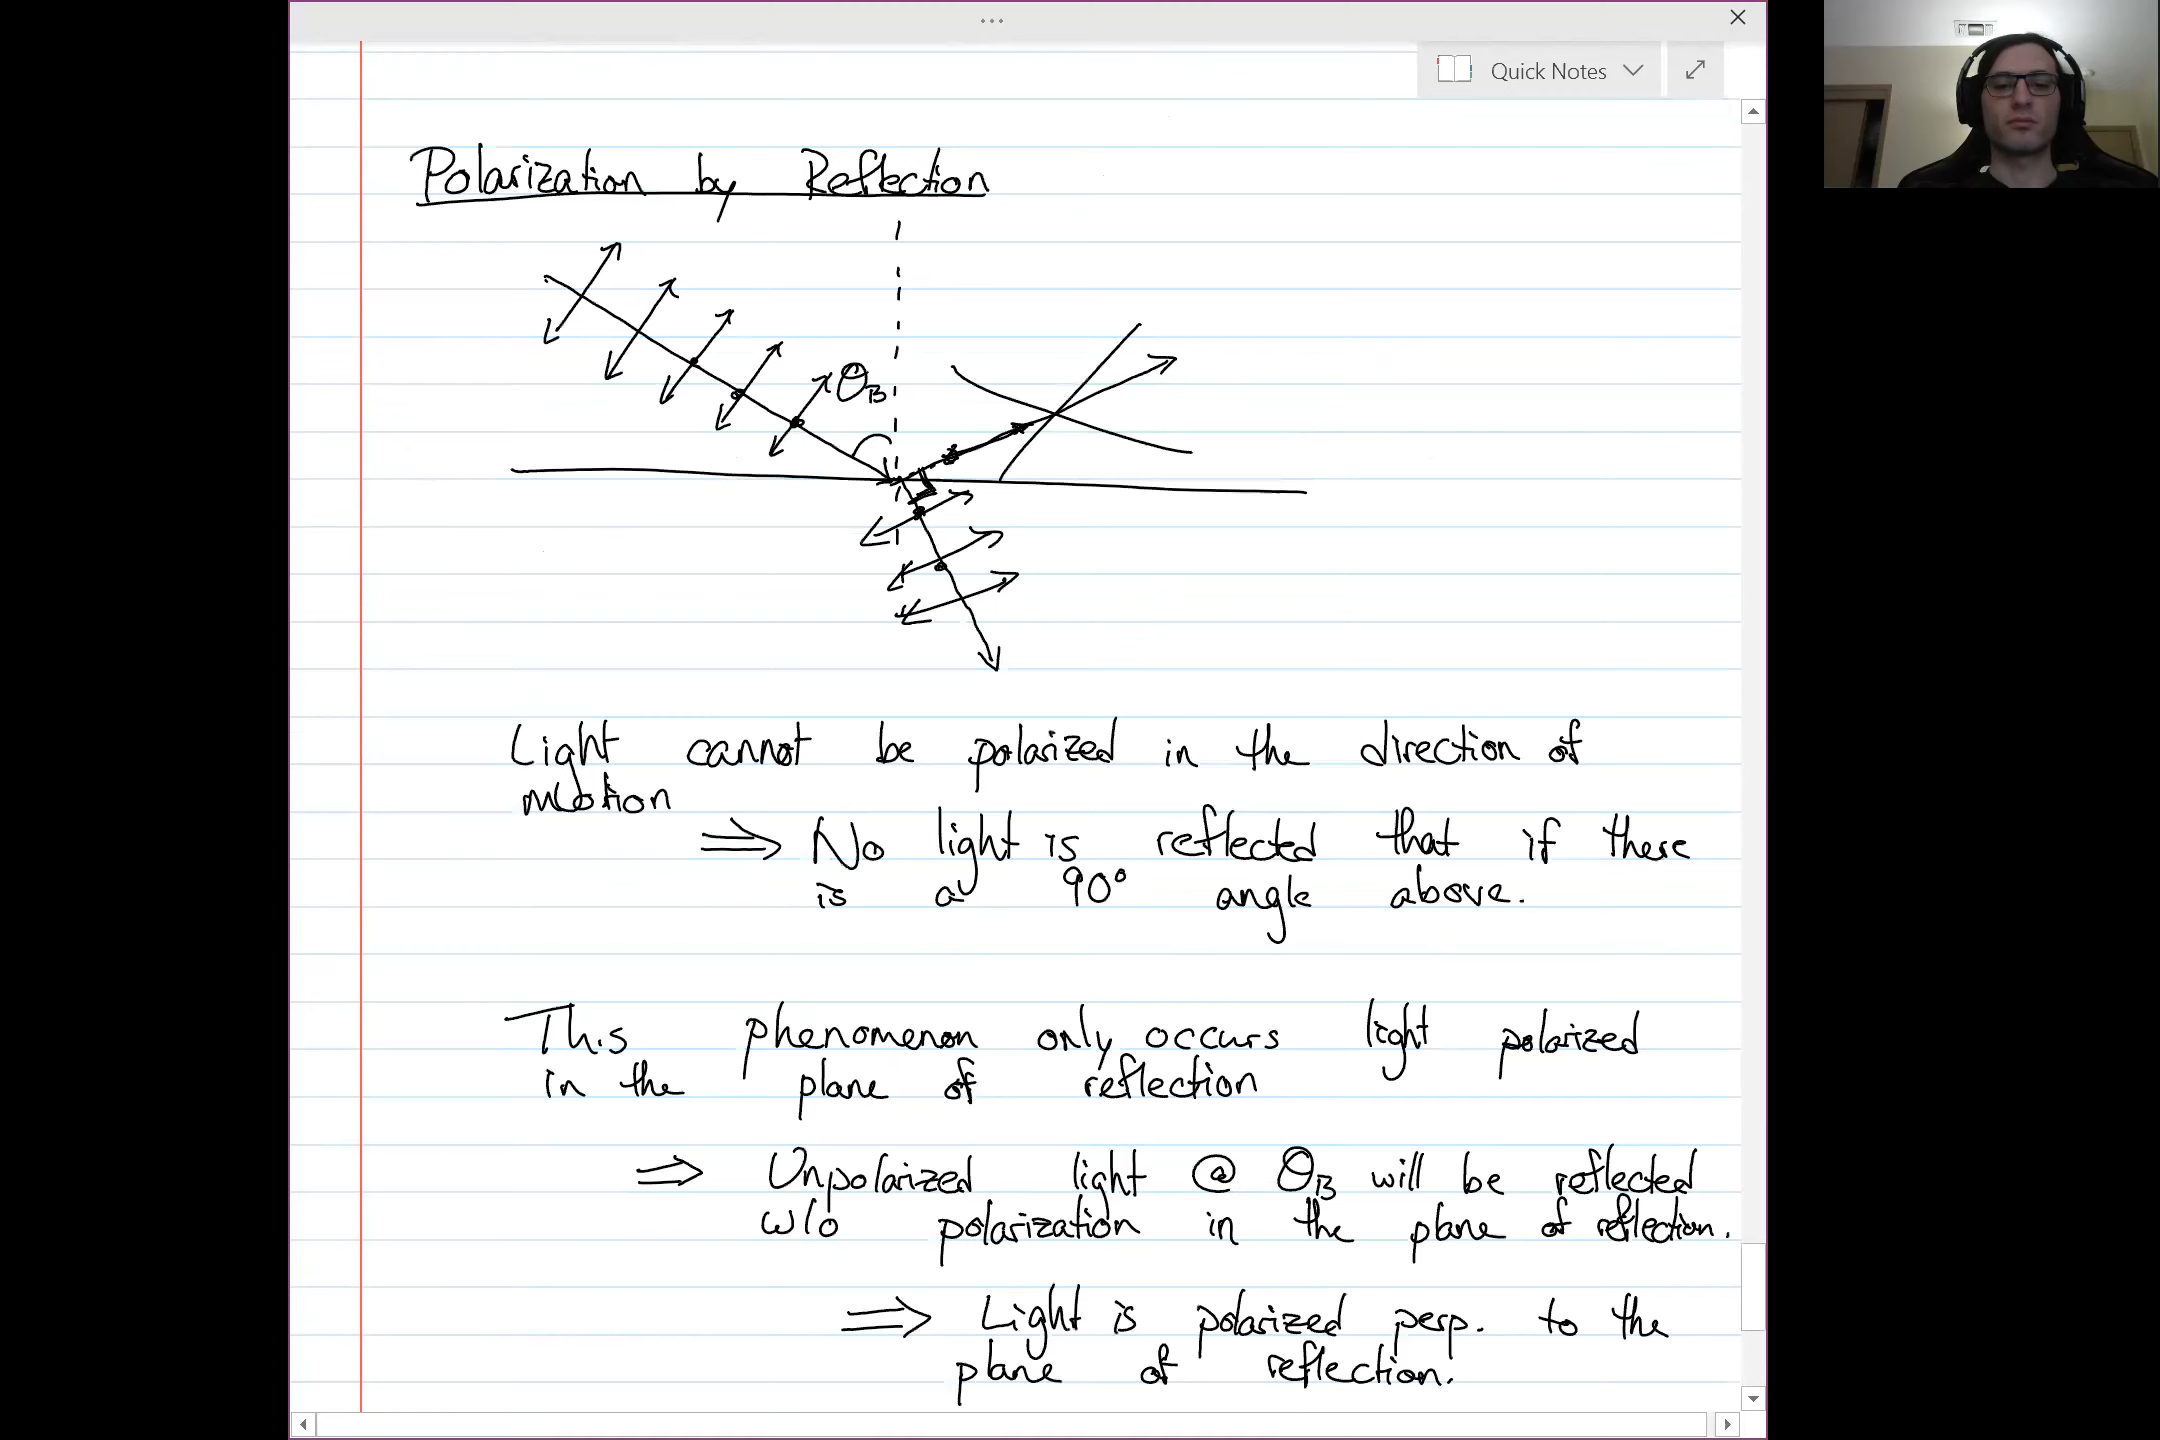 Quick Notes
Polarization by Reflection
θB
Light cannot be polarized in the direction of
motion
⇒ No light is reflected that if there
is a 90° angle above.
This phenomenon only occurs light polarized
in the plane of reflection
⇒ Unpolarized light @ θB will be reflected
w/o polarization in the plane of reflection.
⇒ Light is polarized perp. to the
plane of reflection.